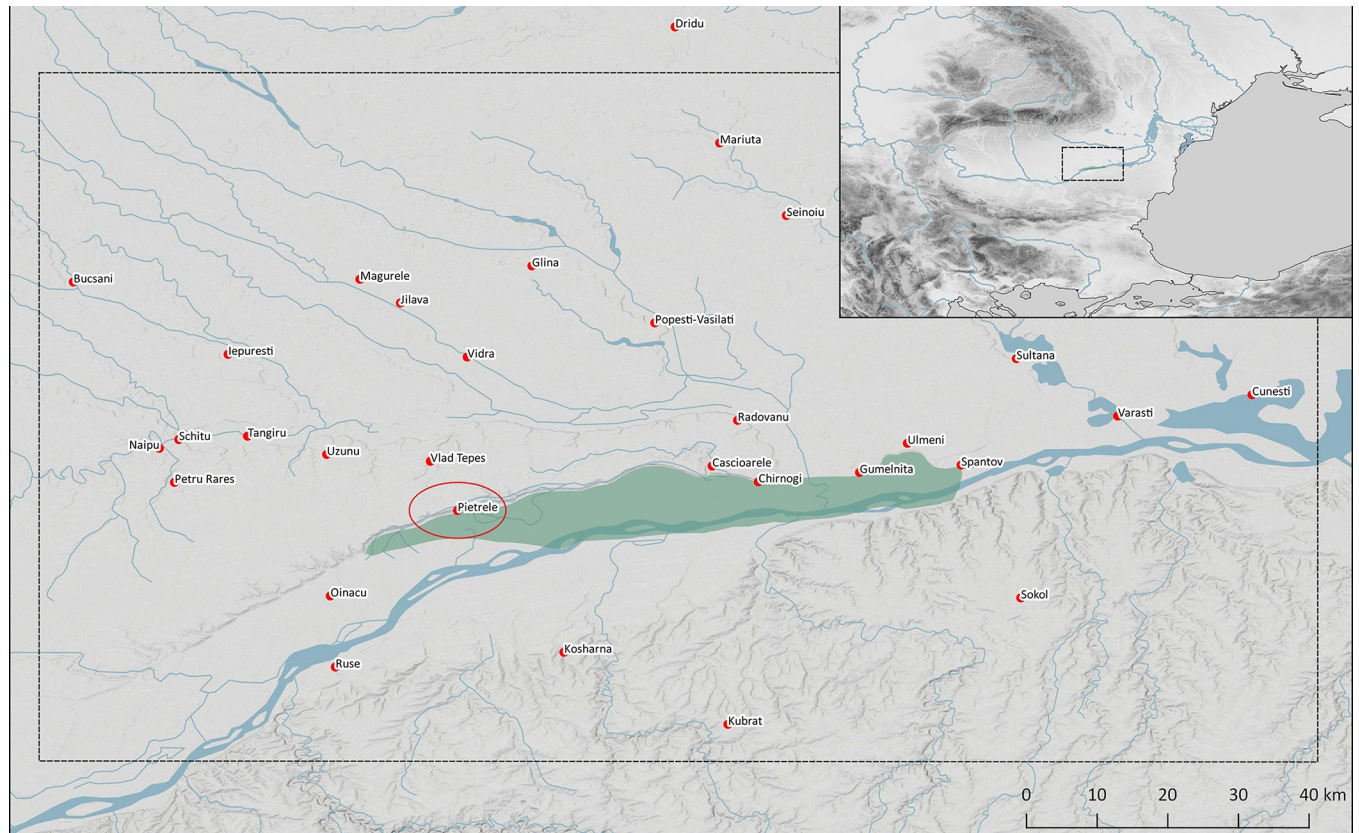 Dridu
Mariuta
Seinoiu
Bucsani
Magurele
Glina
Jilava
Popesti-Vasilati
Iepuresti
Vidra
Sultana
Cunesti
Varasti
Radovanu
Naipu
Schitu
Tangiru
Uzunu
Vlad Tepes
Ulmeni
Cascioarele
Gumelnita
Spantov
Petru Rares
Chirnogi
Pietrele
Oinacu
Sokol
Ruse
Kosharna
Kubrat
0 10 20 30 40 km